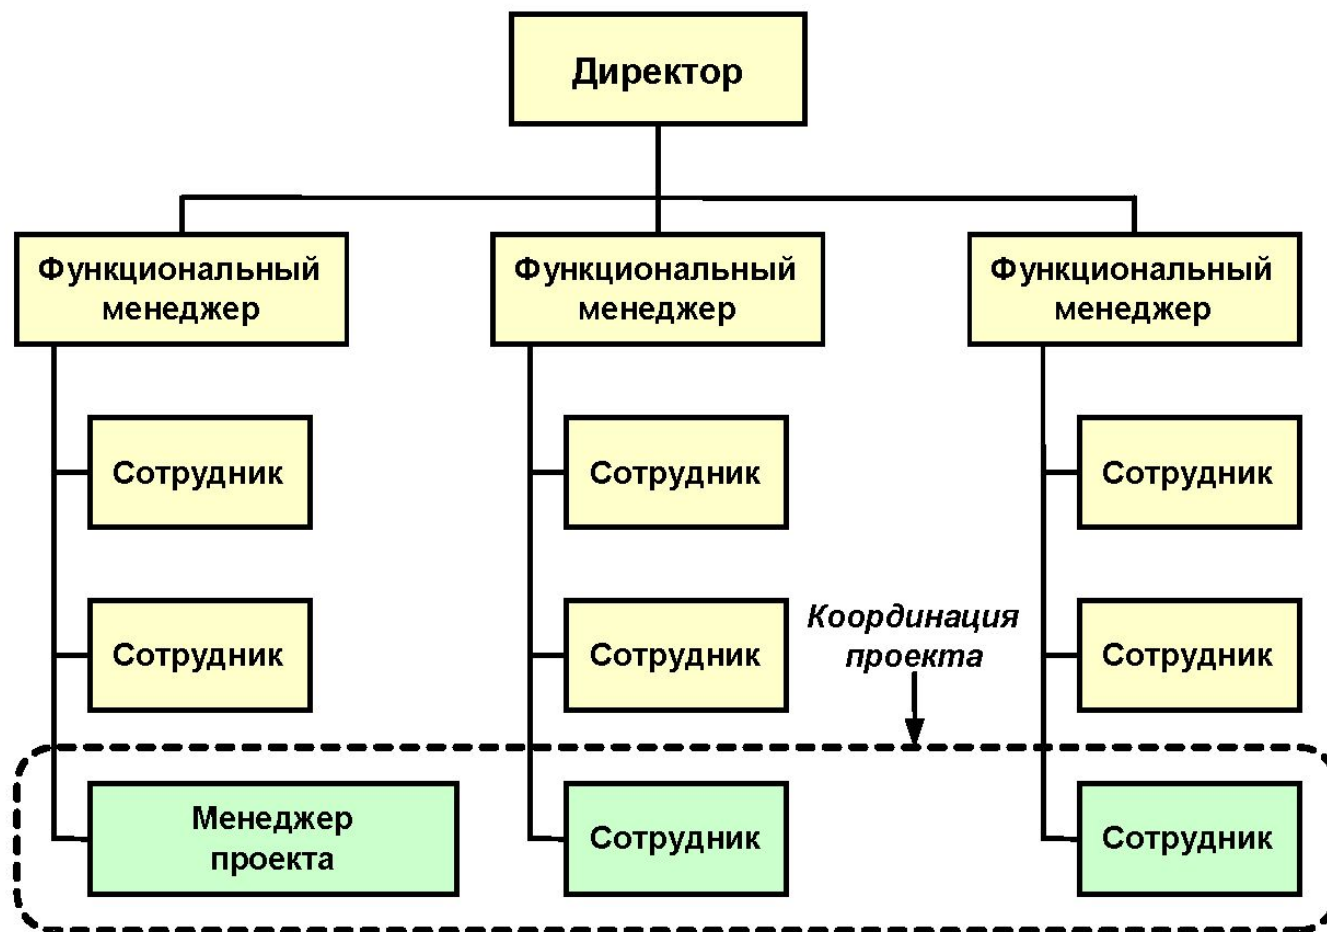 Директор
Функциональный
менеджер
Функциональный
менеджер
Функциональный
менеджер
Сотрудник
Сотрудник
Сотрудник
Сотрудник
Сотрудник
Координация
проекта
Сотрудник
Менеджер
проекта
Сотрудник
Сотрудник